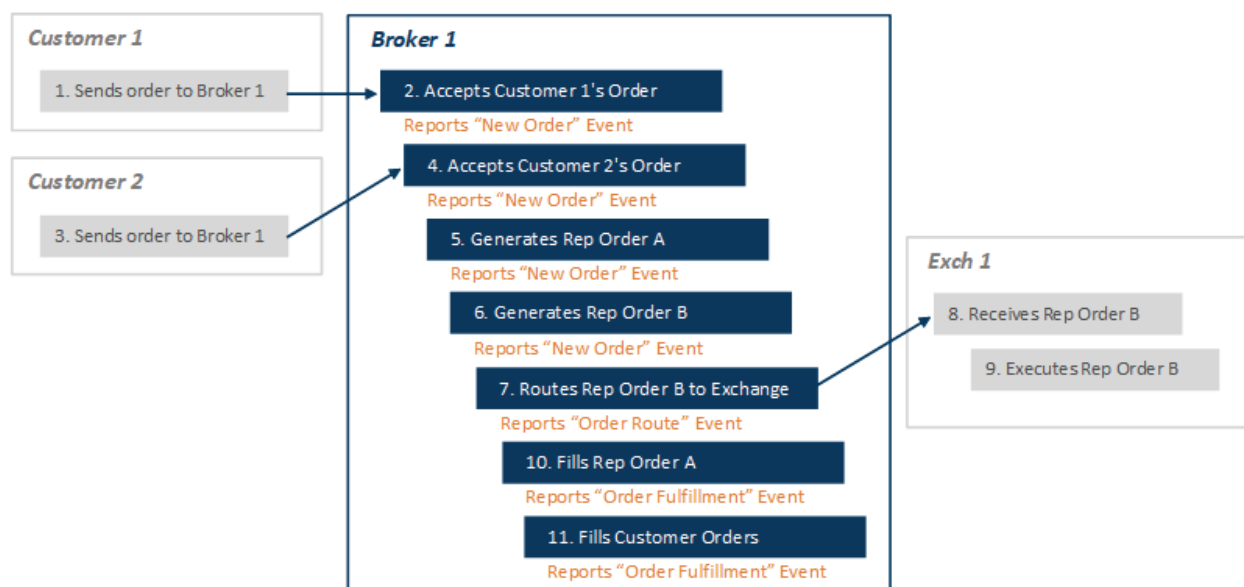 Customer 1
1. Sends order to Broker 1
Customer 2
3. Sends order to Broker 1
Broker 1
2. Accepts Customer 1's Order
Reports “New Order” Event
4. Accepts Customer 2's Order
Reports “New Order” Event
5. Generates Rep Order A
Reports “New Order” Event
6. Generates Rep Order B
Reports “New Order” Event
7. Routes Rep Order B to Exchange
Reports “Order Route” Event
10. Fills Rep Order A
Reports “Order Fulfillment” Event
11. Fills Customer Orders
Reports “Order Fulfillment” Event
Exch 1
8. Receives Rep Order B
9. Executes Rep Order B